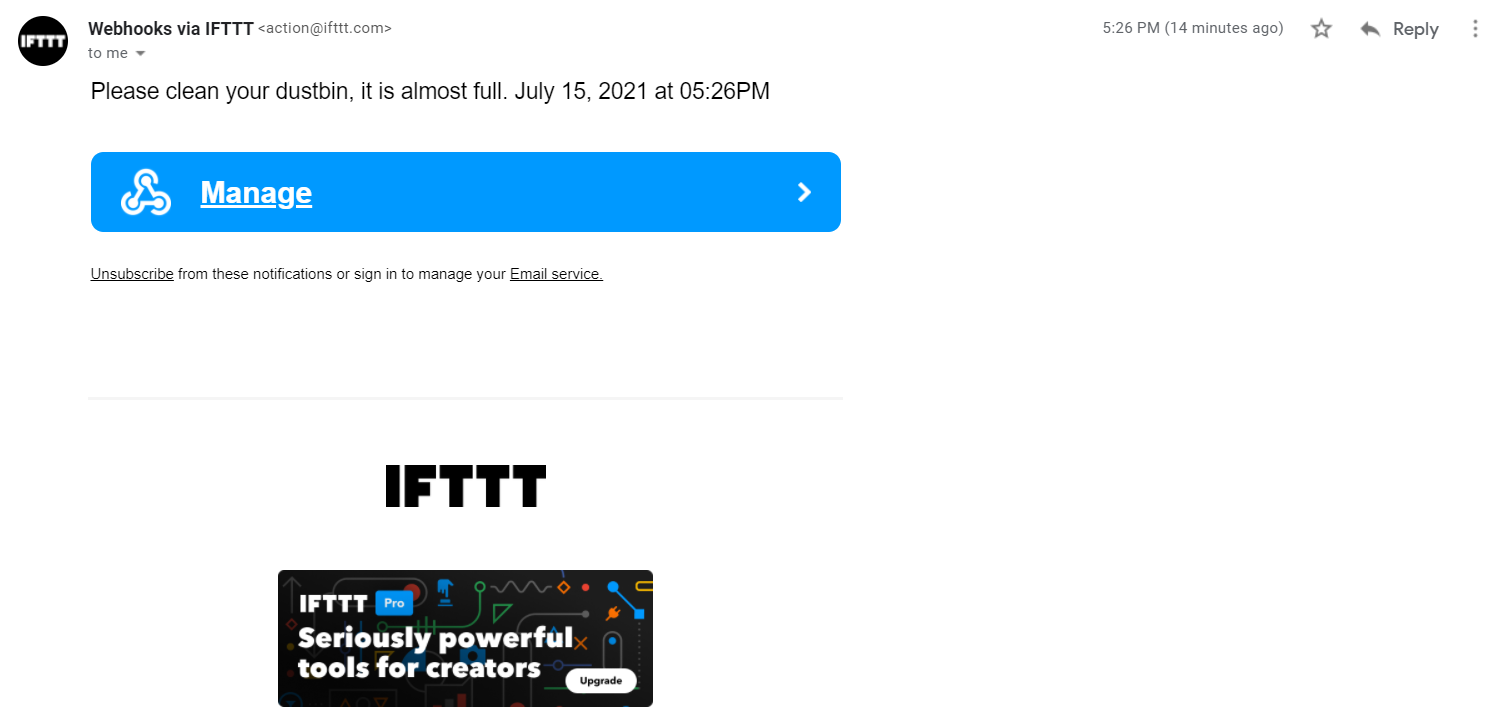 IFTTT
Webhooks via IFTTT <action@ifttt.com>
5:26 PM (14 minutes ago)
Reply
to me
Please clean your dustbin, it is almost full. July 15, 2021 at 05:26PM
Manage
Unsubscribe from these notifications or sign in to manage your Email service.
IFTTT
IFTTT Pro
Seriously powerful
tools for creators
Upgrade